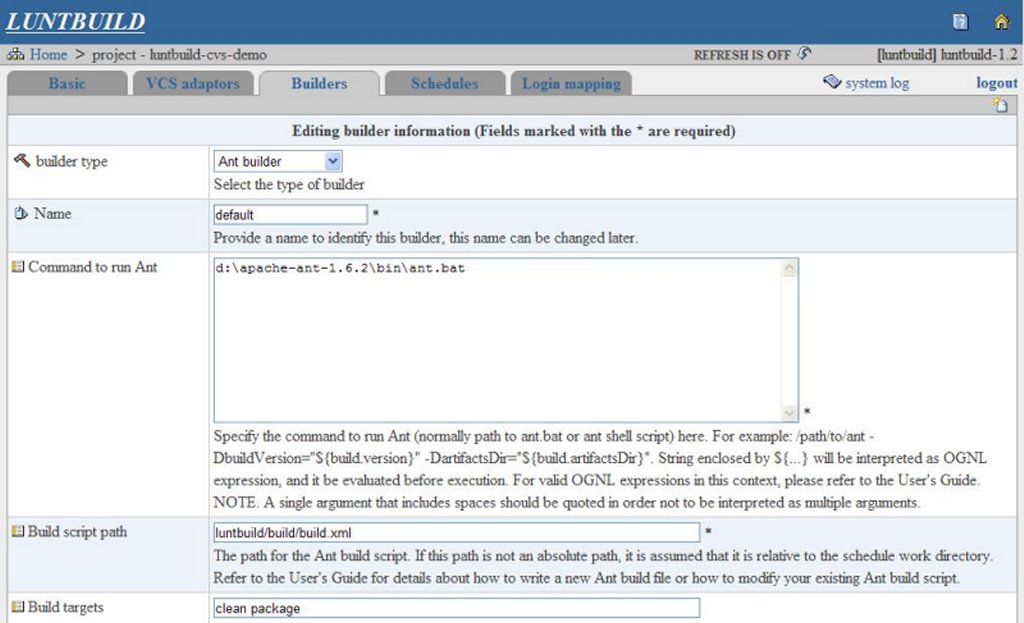 LUNTBUILD
Home > project - luntbuild-cvs-demo REFRESH IS OFF [luntbuild] luntbuild-1.2
Basic VCS adaptors Builders Schedules Login mapping system log logout
Editing builder information (Fields marked with the * are required)
builder type Ant builder
Select the type of builder
Name default *
Provide a name to identify this builder, this name can be changed later.
Command to run Ant d:\apache-ant-1.6.2\bin\ant.bat
*
Specify the command to run Ant (normally path to ant.bat or ant shell script) here. For example: /path/to/ant -
DbuildVersion="${build.version}" -DartifactsDir="${build.artifactsDir}". String enclosed by ${...} will be interpreted as OGNL
expression, and it be evaluated before execution. For valid OGNL expressions in this context, please refer to the User's Guide.
NOTE. A single argument that includes spaces should be quoted in order not to be interpreted as multiple arguments.
Build script path luntbuild/build/build.xml *
The path for the Ant build script. If this path is not an absolute path, it is assumed that it is relative to the schedule work directory.
Refer to the User's Guide for details about how to write a new Ant build file or how to modify your existing Ant build script.
Build targets clean package